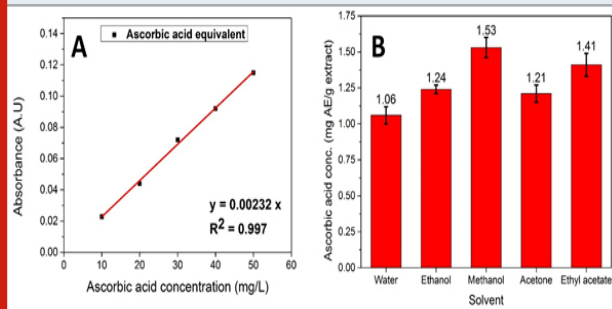 A
Ascorbic acid equivalent
0.14
0.12
0.10
0.08
0.06
0.04
0.02
0.00
Absorbance (A.U)
y = 0.00232 x
R2 = 0.997
0 10 20 30 40 50 60
Ascorbic acid concentration (mg/L)
B
1.75
1.50
1.25
1.00
0.75
0.50
0.25
0.00
Ascorbic acid conc. (mg AE/g extract)
1.06 1.24 1.53 1.21 1.41
Water Ethanol Methanol Acetone Ethyl acetate
Solvent